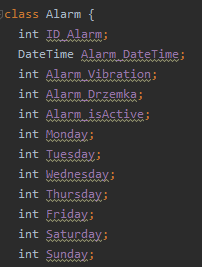 class Alarm {
int ID_Alarm;
DateTime Alarm_DateTime;
int Alarm_Vibration;
int Alarm_Drzemka;
int Alarm_isActive;
int Monday;
int Tuesday;
int Wednesday;
int Thursday;
int Friday;
int Saturday;
int Sunday;